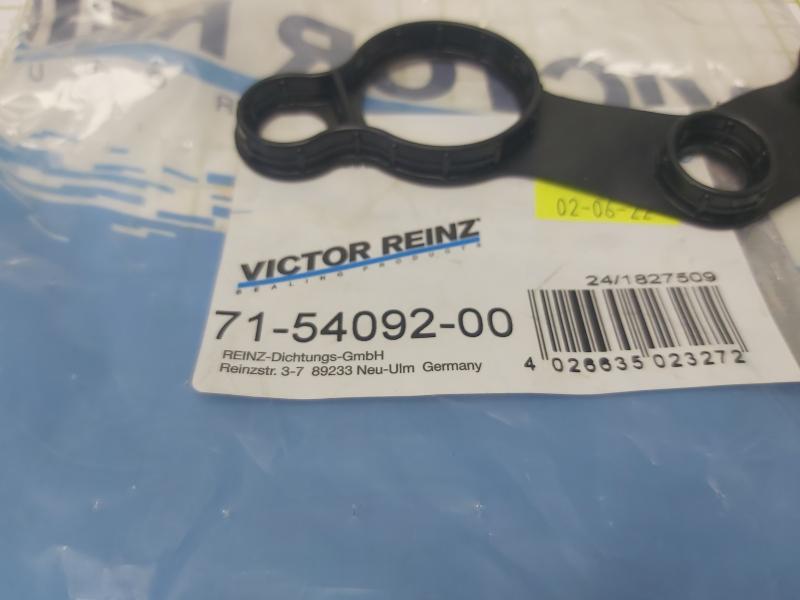 02-06-22
VICTOR REINZ
SEALING PRODUCTS
24/1827509
71-54092-00
REINZ-Dichtungs-GmbH
Reinzstr. 3-7 89233 Neu-Ulm Germany
4 026635 023272